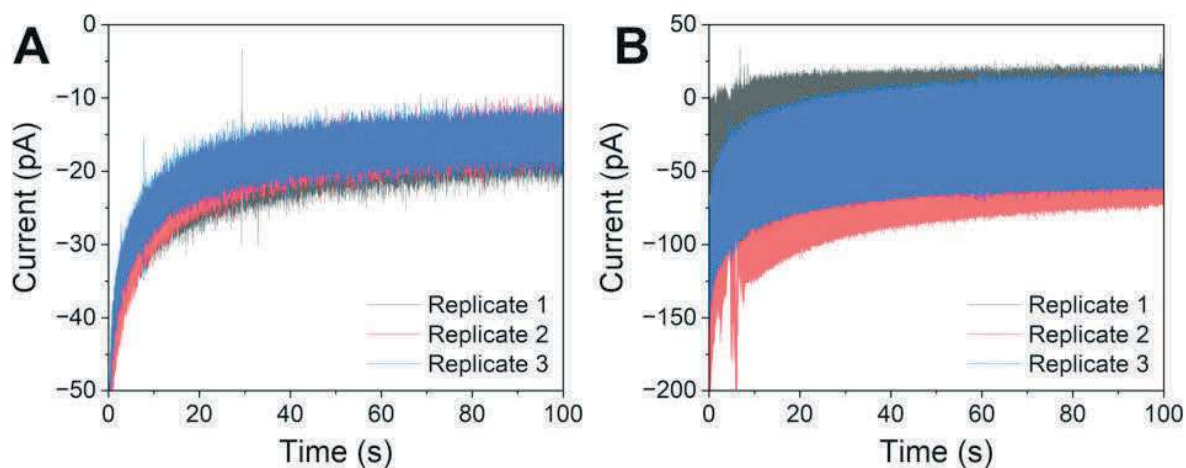 A
Current (pA)
0
−10
−20
−30
−40
−50
Replicate 1
Replicate 2
Replicate 3
0 20 40 60 80 100
Time (s)
B
Current (pA)
50
0
−50
−100
−150
−200
Replicate 1
Replicate 2
Replicate 3
0 20 40 60 80 100
Time (s)